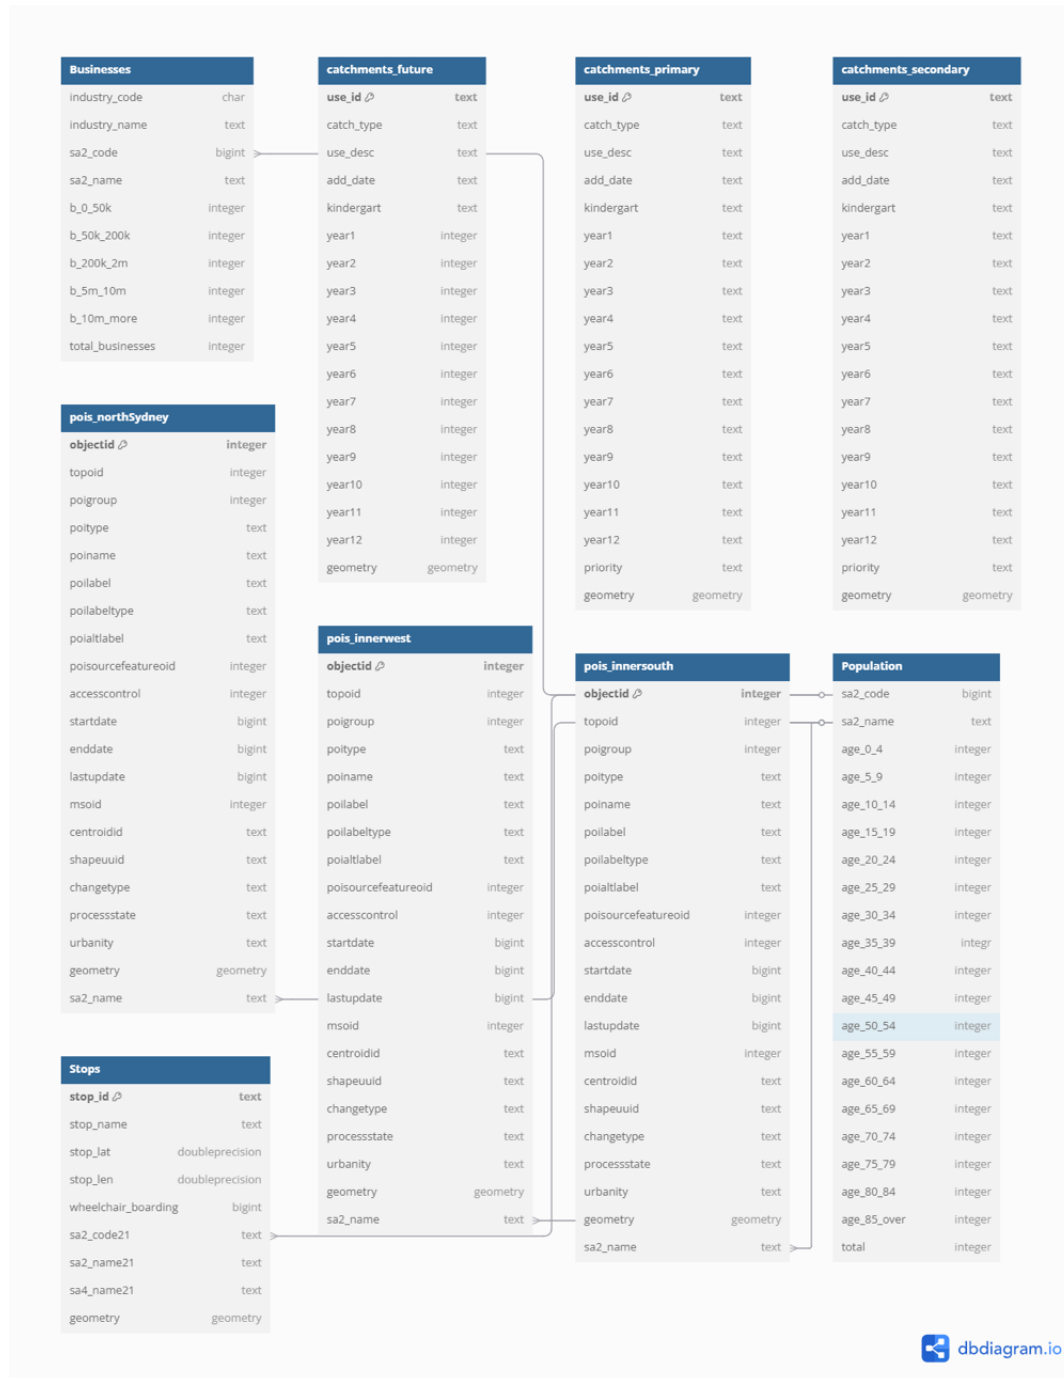 Businesses
industry_code char
industry_name text
sa2_code bigint
sa2_name text
b_0_50k integer
b_50k_200k integer
b_200k_2m integer
b_5m_10m integer
b_10m_more integer
total_businesses integer
catchments_future
use_id text
catch_type text
use_desc text
add_date text
kindergart text
year1 integer
year2 integer
year3 integer
year4 integer
year5 integer
year6 integer
year7 integer
year8 integer
year9 integer
year10 integer
year11 integer
year12 integer
geometry geometry
catchments_primary
use_id text
catch_type text
use_desc text
add_date text
kindergart text
year1 text
year2 text
year3 text
year4 text
year5 text
year6 text
year7 text
year8 text
year9 text
year10 text
year11 text
year12 text
priority text
geometry geometry
catchments_secondary
use_id text
catch_type text
use_desc text
add_date text
kindergart text
year1 text
year2 text
year3 text
year4 text
year5 text
year6 text
year7 text
year8 text
year9 text
year10 text
year11 text
year12 text
priority text
geometry geometry
pois_northSydney
objectid integer
topoid integer
poigroup integer
poitype text
poiname text
poilabel text
poilabeltype text
poialtlabel text
poisourcefeatureoid integer
accesscontrol integer
startdate bigint
enddate bigint
lastupdate bigint
msoid integer
centroidid text
shapeuuid text
changetype text
processstate text
urbanity text
geometry geometry
sa2_name text
pois_innerwest
objectid integer
topoid integer
poigroup integer
poitype text
poiname text
poilabel text
poilabeltype text
poialtlabel text
poisourcefeatureoid integer
accesscontrol integer
startdate bigint
enddate bigint
lastupdate bigint
msoid integer
centroidid text
shapeuuid text
changetype text
processstate text
urbanity text
geometry geometry
sa2_name text
pois_innersouth
objectid integer
topoid integer
poigroup integer
poitype text
poiname text
poilabel text
poilabeltype text
poialtlabel text
poisourcefeatureoid integer
accesscontrol integer
startdate bigint
enddate bigint
lastupdate bigint
msoid integer
centroidid text
shapeuuid text
changetype text
processstate text
urbanity text
geometry geometry
sa2_name text
Population
sa2_code bigint
sa2_name text
age_0_4 integer
age_5_9 integer
age_10_14 integer
age_15_19 integer
age_20_24 integer
age_25_29 integer
age_30_34 integer
age_35_39 integr
age_40_44 integer
age_45_49 integer
age_50_54 integer
age_55_59 integer
age_60_64 integer
age_65_69 integer
age_70_74 integer
age_75_79 integer
age_80_84 integer
age_85_over integer
total integer
Stops
stop_id text
stop_name text
stop_lat doubleprecision
stop_len doubleprecision
wheelchair_boarding bigint
sa2_code21 text
sa2_name21 text
sa4_name21 text
geometry geometry
dbdiagram.io